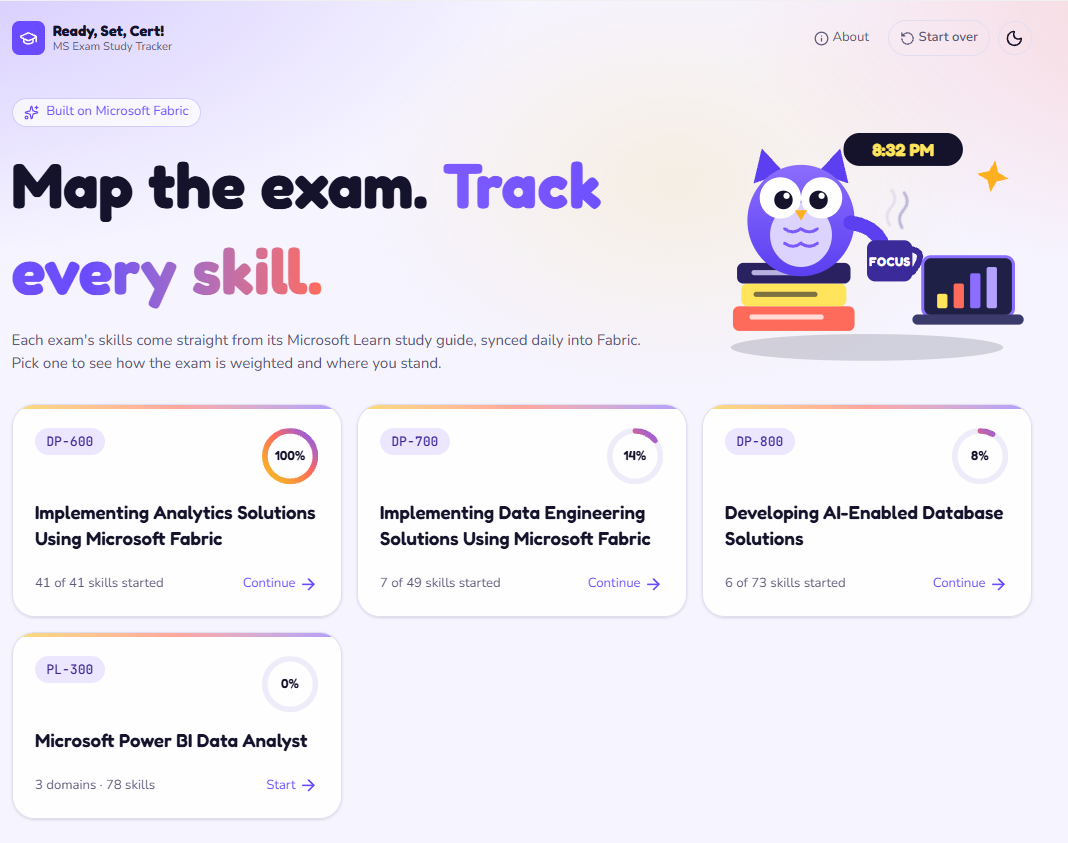 Ready, Set, Cert!
MS Exam Study Tracker
About
Start over
Built on Microsoft Fabric
8:32 PM
Map the exam. Track
every skill.
FOCUS
Each exam's skills come straight from its Microsoft Learn study guide, synced daily into Fabric.
Pick one to see how the exam is weighted and where you stand.
DP-600
100%
Implementing Analytics Solutions
Using Microsoft Fabric
41 of 41 skills started
Continue
DP-700
14%
Implementing Data Engineering
Solutions Using Microsoft Fabric
7 of 49 skills started
Continue
DP-800
8%
Developing AI-Enabled Database
Solutions
6 of 73 skills started
Continue
PL-300
0%
Microsoft Power BI Data Analyst
3 domains · 78 skills
Start